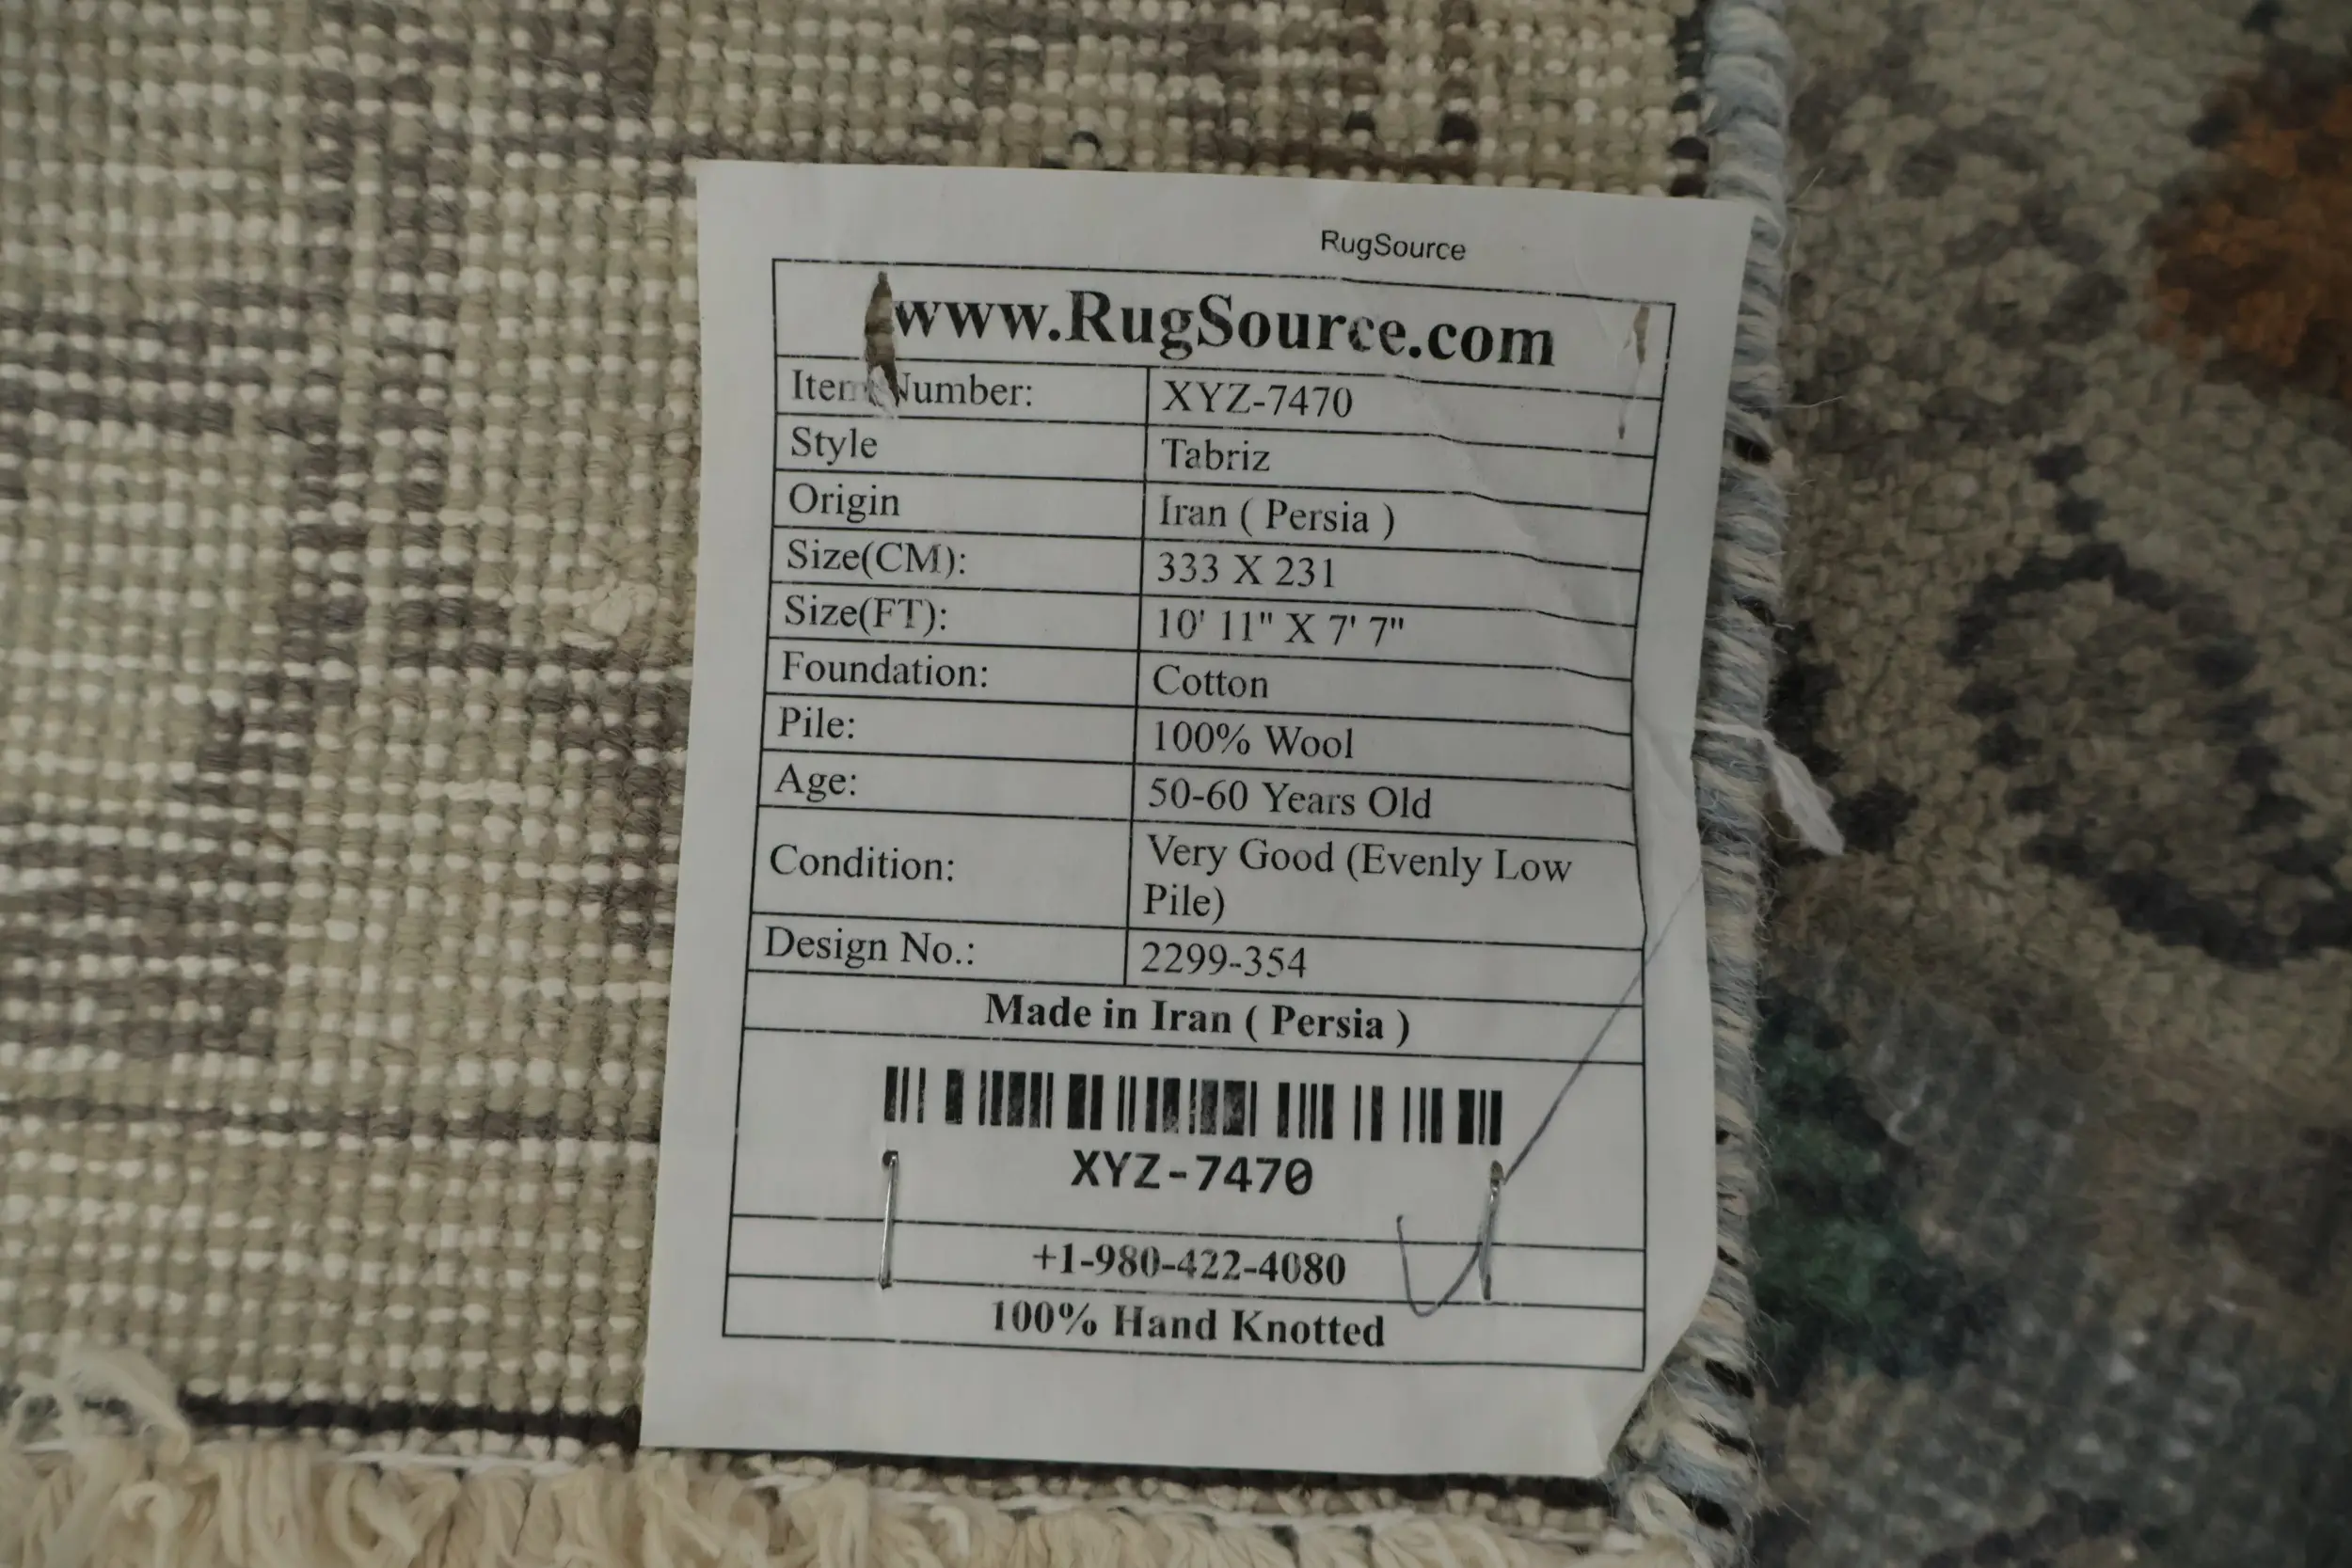 RugSource
www.RugSource.com
Item Number: XYZ-7470
Style Tabriz
Origin Iran ( Persia )
Size(CM): 333 X 231
Size(FT): 10' 11" X 7' 7"
Foundation: Cotton
Pile: 100% Wool
Age: 50-60 Years Old
Condition: Very Good (Evenly Low
Pile)
Design No.: 2299-354
Made in Iran ( Persia )
XYZ-7470
+1-980-422-4080
100% Hand Knotted